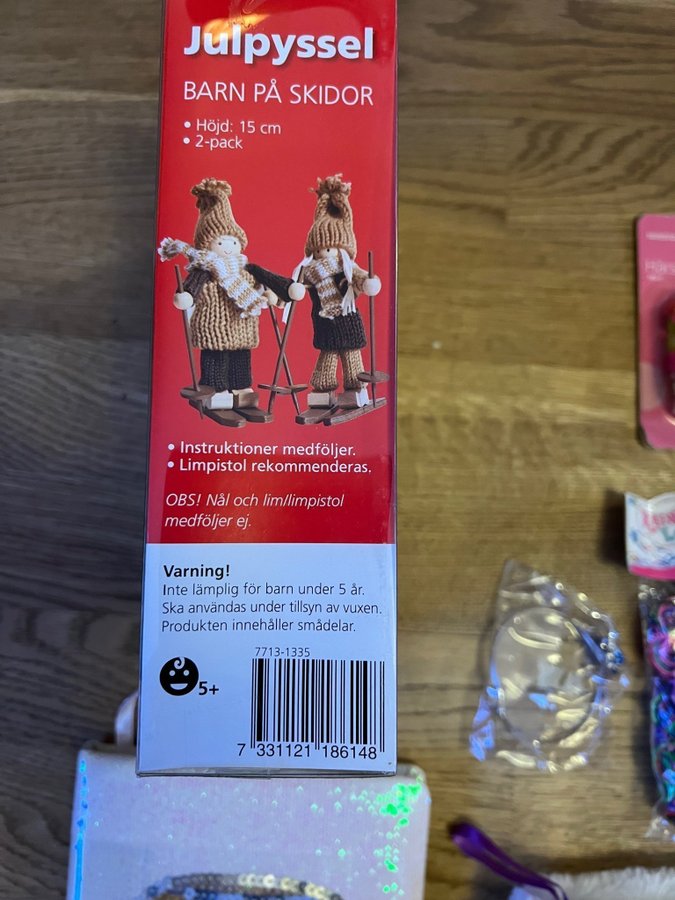 Julpyssel
BARN PÅ SKIDOR
• Höjd: 15 cm
• 2-pack
• Instruktioner medföljer.
• Limpistol rekommenderas.
OBS! Nål och lim/limpistol
medföljer ej.
Varning!
Inte lämplig för barn under 5 år.
Ska användas under tillsyn av vuxen.
Produkten innehåller smådelar.
7713-1335
5+
7 331121 186148